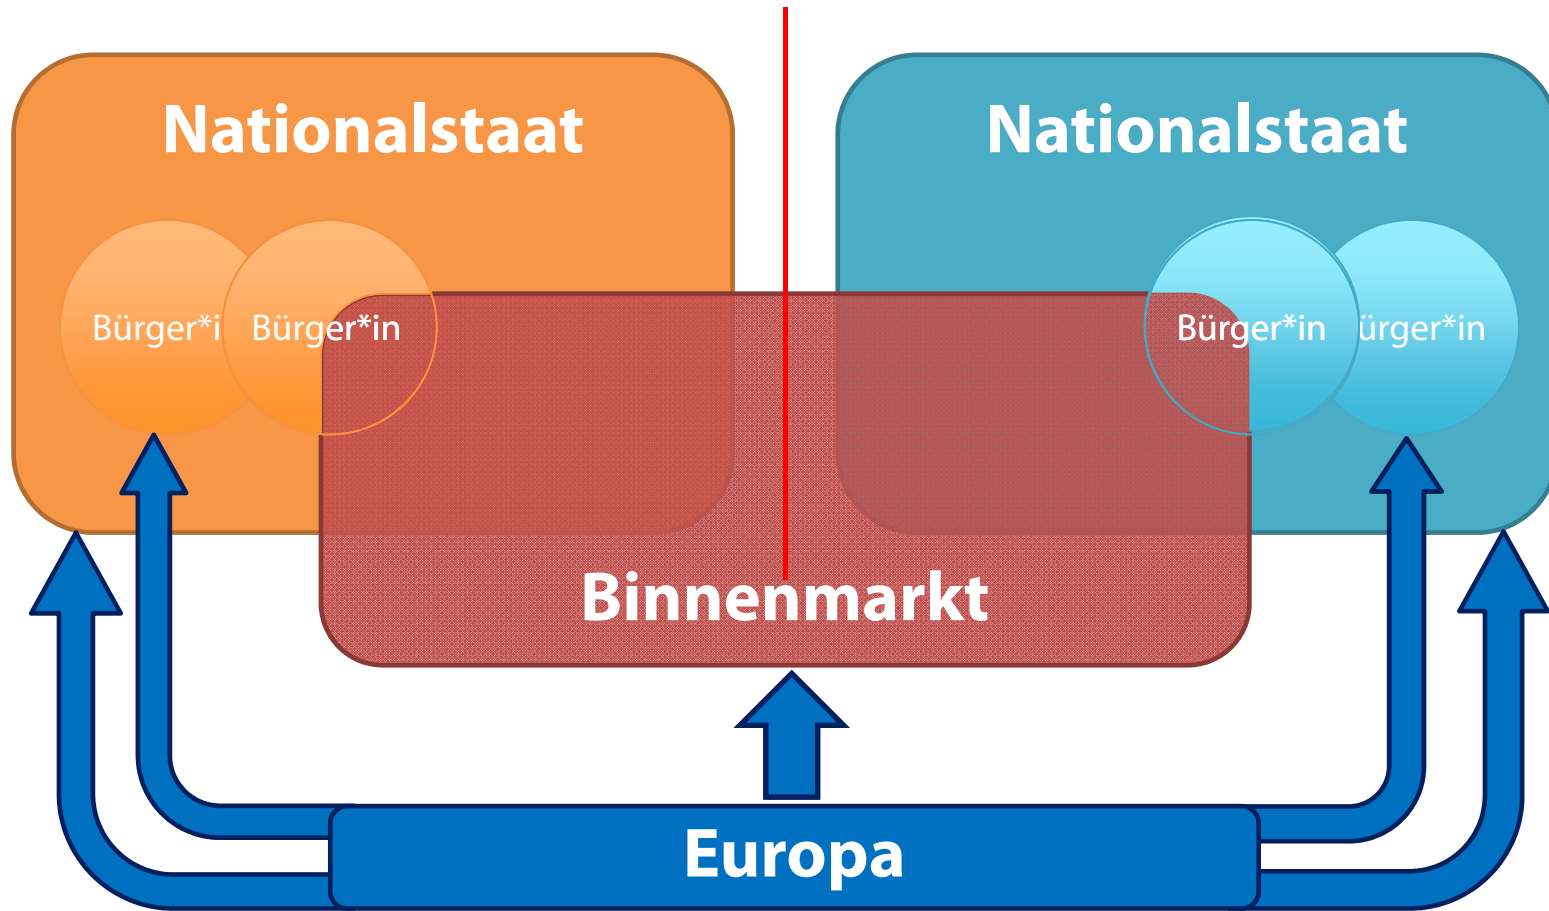 Nationalstaat
Nationalstaat
Bürger*i
Bürger*in
Bürger*in
ürger*in
Binnenmarkt
Europa